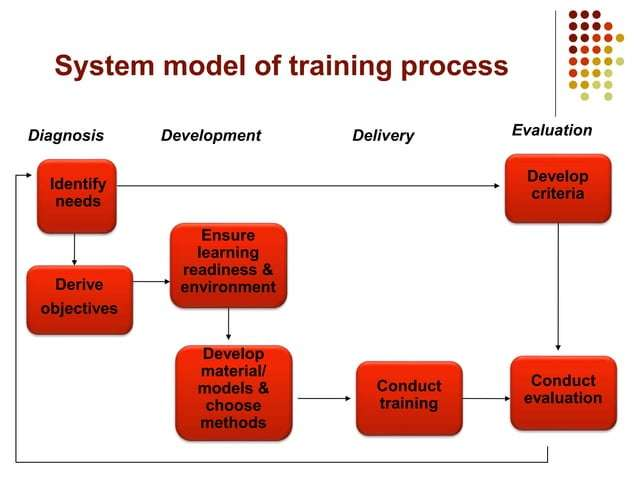 System model of training process
Diagnosis
Development
Delivery
Evaluation
Identify
needs
Develop
criteria
Ensure
learning
readiness &
environment
Derive
objectives
Develop
material/
models &
choose
methods
Conduct
training
Conduct
evaluation